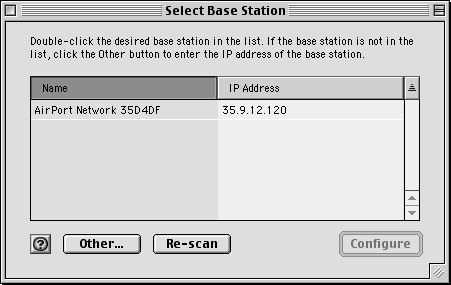 Select Base Station
Double-click the desired base station in the list. If the base station is not in the
list, click the Other button to enter the IP address of the base station.
Name IP Address
AirPort Network 35D4DF 35.9.12.120
? Other... Re-scan Configure